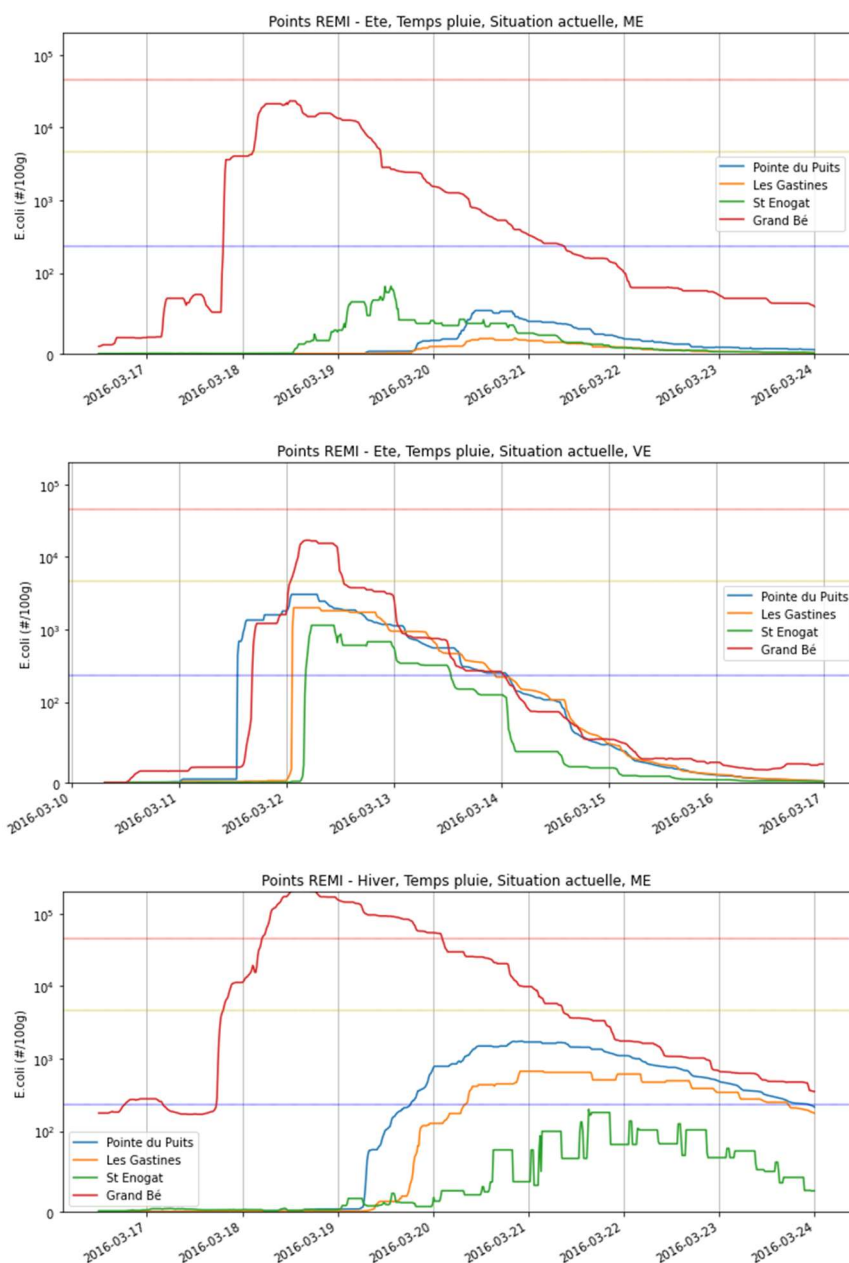 Points REMI - Ete, Temps pluie, Situation actuelle, ME
E.coli (#/100g)
10⁵
10⁴
10³
10²
0
Pointe du Puits
Les Gastines
St Enogat
Grand Bé
2016-03-17
2016-03-18
2016-03-19
2016-03-20
2016-03-21
2016-03-22
2016-03-23
2016-03-24
Points REMI - Ete, Temps pluie, Situation actuelle, VE
E.coli (#/100g)
10⁵
10⁴
10³
10²
0
Pointe du Puits
Les Gastines
St Enogat
Grand Bé
2016-03-10
2016-03-11
2016-03-12
2016-03-13
2016-03-14
2016-03-15
2016-03-16
2016-03-17
Points REMI - Hiver, Temps pluie, Situation actuelle, ME
E.coli (#/100g)
10⁵
10⁴
10³
10²
0
Pointe du Puits
Les Gastines
St Enogat
Grand Bé
2016-03-17
2016-03-18
2016-03-19
2016-03-20
2016-03-21
2016-03-22
2016-03-23
2016-03-24